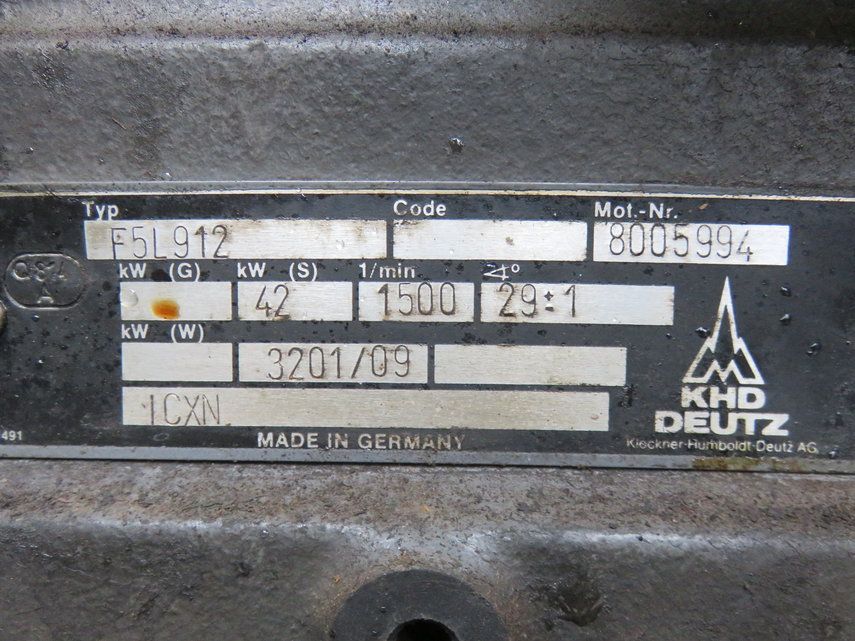 Typ Code Mot.-Nr.
F5L912 8005994
kW (G) kW (S) 1/min ∢°
42 1500 29±1
kW (W)
3201/09
ICXN
KHD
DEUTZ
491 MADE IN GERMANY Kloeckner-Humboldt-Deutz AG